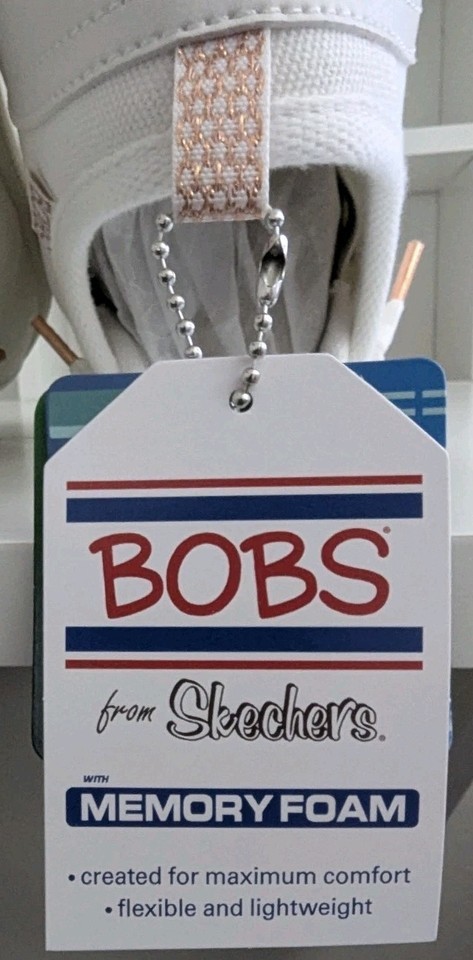 BOBS®
from Skechers®
WITH
MEMORY FOAM
• created for maximum comfort
• flexible and lightweight